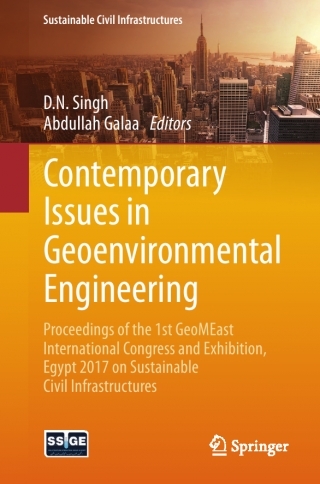 Sustainable Civil Infrastructures
D.N. Singh
Abdullah Galaa Editors
Contemporary
Issues in
Geoenvironmental
Engineering
Proceedings of the 1st GeoMEast
International Congress and Exhibition,
Egypt 2017 on Sustainable
Civil Infrastructures
SSIGE
Springer